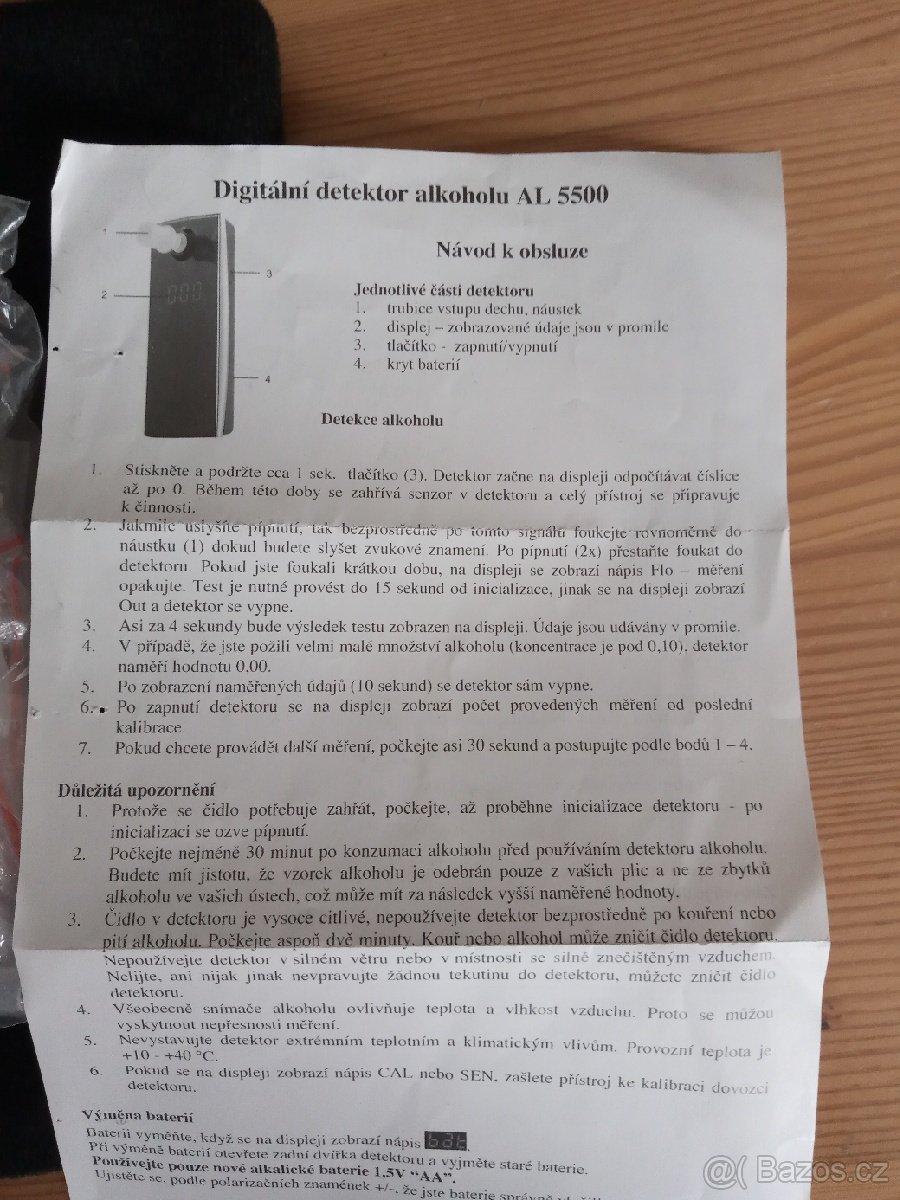 Digitální detektor alkoholu AL 5500
Návod k obsluze
1
2
3
4
Jednotlivé části detektoru
1. trubice vstupu dechu, náustek
2. displej – zobrazované údaje jsou v promile
3. tlačítko - zapnutí/vypnutí
4. kryt baterií
Detekce alkoholu
1. Stiskněte a podržte cca 1 sek. tlačítko (3). Detektor začne na displeji odpočítávat číslice
až po 0. Během této doby se zahřívá senzor v detektoru a celý přístroj se připravuje
k činnosti.
2. Jakmile uslyšíte pípnutí, tak bezprostředně po tomto signálu foukejte rovnoměrně do
náustku (1) dokud budete slyšet zvukové znamení. Po pípnutí (2x) přestaňte foukat do
detektoru. Pokud jste foukali krátkou dobu, na displeji se zobrazí nápis Flo – měření
opakujte. Test je nutné provést do 15 sekund od inicializace, jinak se na displeji zobrazí
Out a detektor se vypne.
3. Asi za 4 sekundy bude výsledek testu zobrazen na displeji. Údaje jsou udávány v promile.
4. V případě, že jste požili velmi malé množství alkoholu (koncentrace je pod 0,10), detektor
naměří hodnotu 0.00.
5. Po zobrazení naměřených údajů (10 sekund) se detektor sám vypne.
6. Po zapnutí detektoru se na displeji zobrazí počet provedených měření od poslední
kalibrace
7. Pokud chcete provádět další měření, počkejte asi 30 sekund a postupujte podle bodů 1 – 4.
Důležitá upozornění
1. Protože se čidlo potřebuje zahřát, počkejte, až proběhne inicializace detektoru - po
inicializaci se ozve pípnutí.
2. Počkejte nejméně 30 minut po konzumaci alkoholu před používáním detektoru alkoholu.
Budete mít jistotu, že vzorek alkoholu je odebrán pouze z vašich plic a ne ze zbytků
alkoholu ve vašich ústech, což může mít za následek vyšší naměřené hodnoty.
3. Čidlo v detektoru je vysoce citlivé, nepoužívejte detektor bezprostředně po kouření nebo
pití alkoholu. Počkejte aspoň dvě minuty. Kouř nebo alkohol může zničit čidlo detektoru.
Nepoužívejte detektor v silném větru nebo v místnosti se silně znečištěným vzduchem.
Nelijte, ani nijak jinak nevpravujte žádnou tekutinu do detektoru, můžete zničit čidlo
detektoru.
4. Všeobecně snímače alkoholu ovlivňuje teplota a vlhkost vzduchu. Proto se můžou
vyskytnout nepřesnosti měření.
5. Nevystavujte detektor extrémním teplotním a klimatickým vlivům. Provozní teplota je
+10 - +40 °C.
6. Pokud se na displeji zobrazí nápis CAL nebo SEN, zašlete přístroj ke kalibraci dovozci
detektoru.
Výměna baterií
Baterii vyměňte, když se na displeji zobrazí nápis bAt.
Při výměně baterií otevřete zadní dvířka detektoru a vyjměte staré baterie.
Používejte pouze nové alkalické baterie 1,5V “AA”.
Ujistěte se, podle polarizačních znamének +/-, že jste baterie správně
@( Bazos.cz